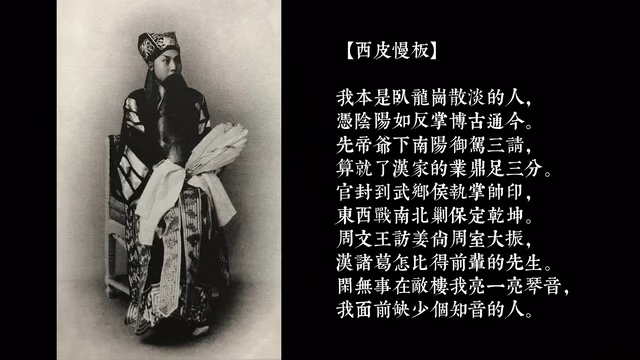 【西皮慢板】
我本是臥龍崗散淡的人，
憑陰陽如反掌博古通今。
先帝爺下南陽御駕三請，
算就了漢家的業鼎足三分。
官封到武鄉侯執掌帥印，
東西戰南北剿保定乾坤。
周文王訪姜尙周室大振，
漢諸葛怎比得前輩的先生。
閑無事在敵樓我亮一亮琴音，
我面前缺少個知音的人。